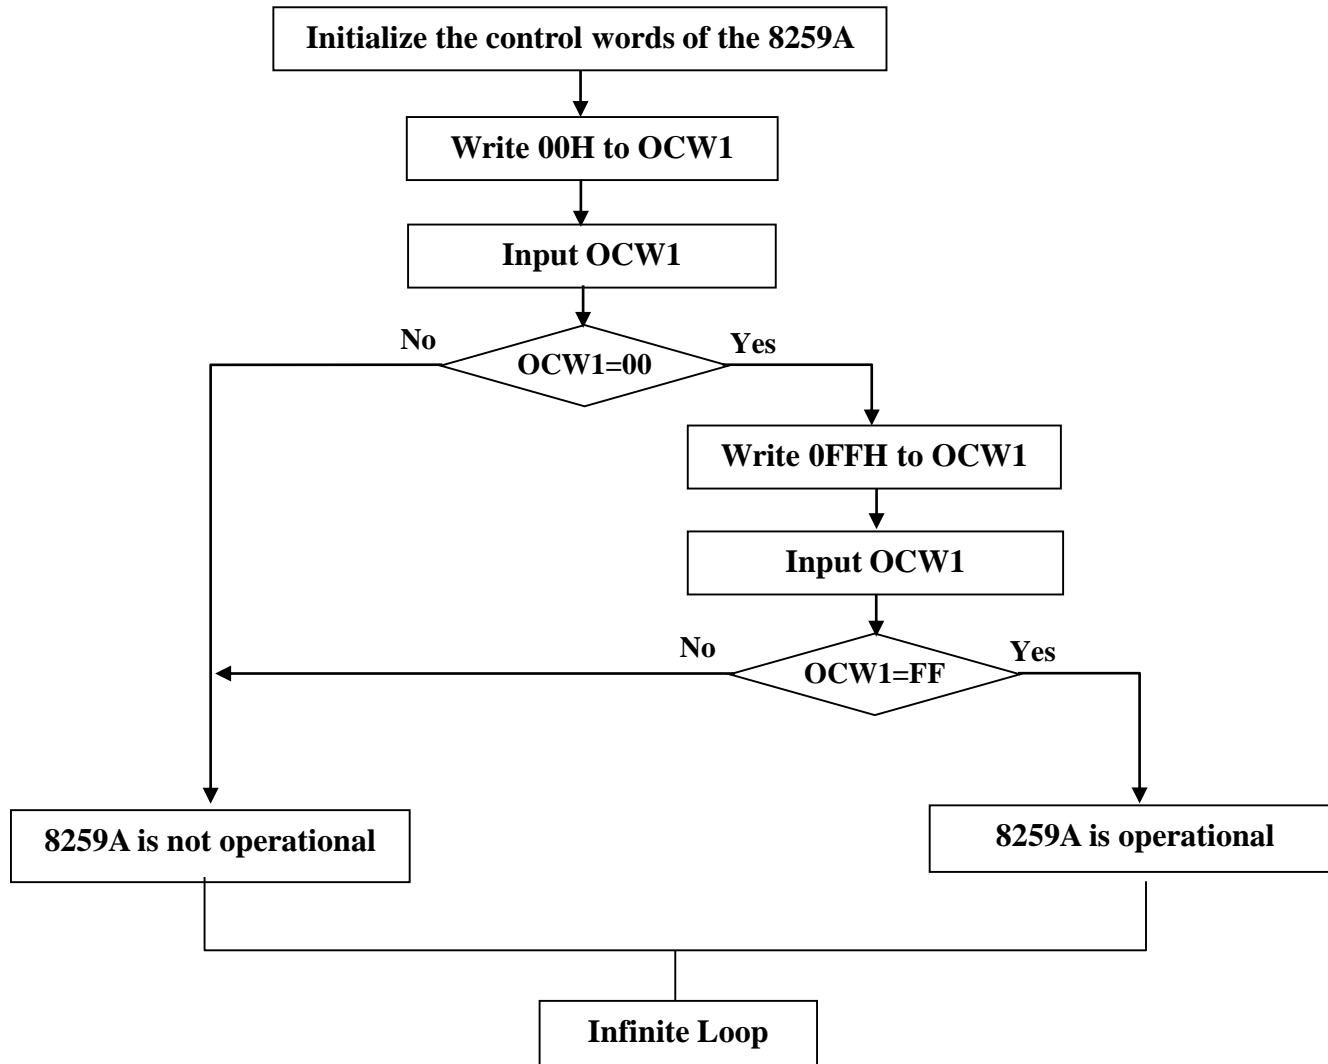 Initialize the control words of the 8259A
Write 00H to OCW1
Input OCW1
No
Yes
OCW1=00
Write 0FFH to OCW1
Input OCW1
No
Yes
OCW1=FF
8259A is not operational
8259A is operational
Infinite Loop